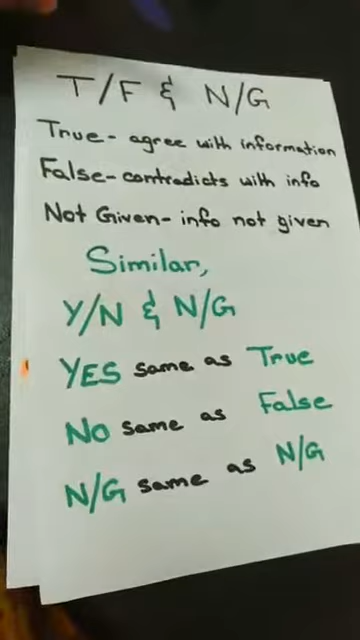 T/F & N/G
True- agree with information
False- contradicts with info
Not Given- info not given
Similar,
Y/N & N/G
YES same as True
No same as False
N/G same as N/G